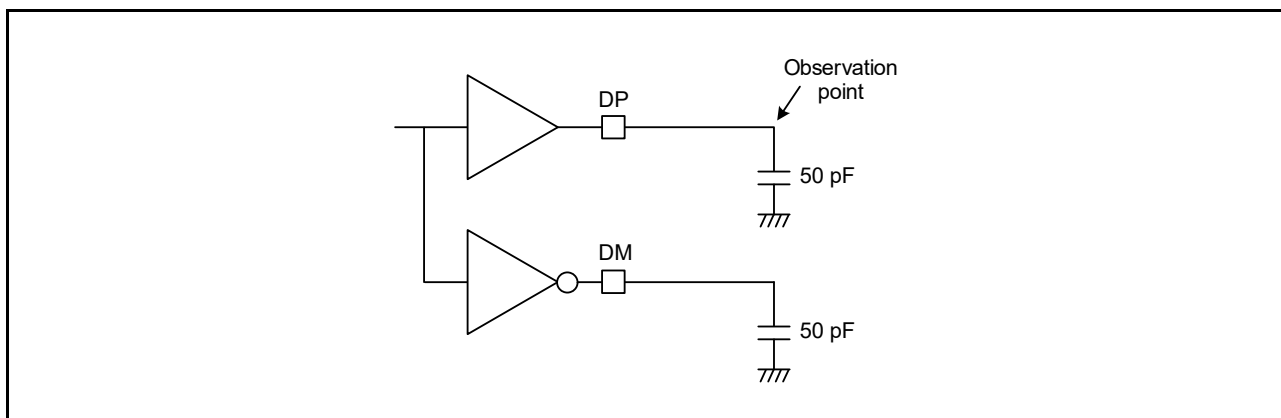 Observation
point
DP
50 pF
DM
50 pF